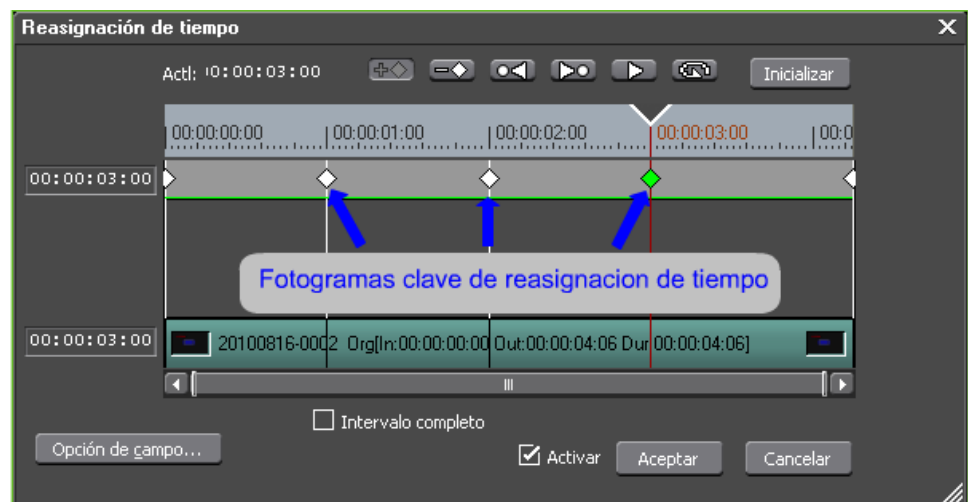 Reasignación de tiempo
Actl: 0:00:03:00
Inicializar
00:00:00:00 00:00:01:00 00:00:02:00 00:00:03:00 00:0
00:00:03:00
Fotogramas clave de reasignacion de tiempo
00:00:03:00
20100816-0002 Org[In:00:00:00:00 Out:00:00:04:06 Dur:00:00:04:06]
Intervalo completo
Opción de campo...
Activar
Aceptar
Cancelar